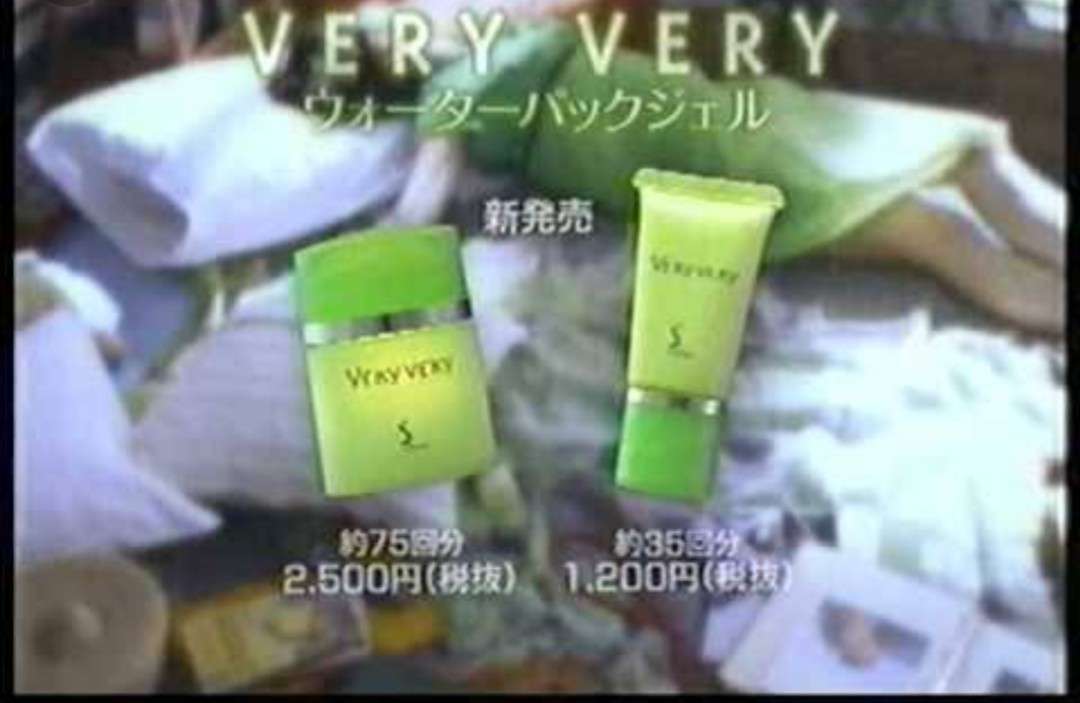 VERY VERY
ウォーターパックジェル
新発売
VERY VERY
S
VERY VERY
S
約75回分
2,500円(税抜)
約35回分
1,200円(税抜)